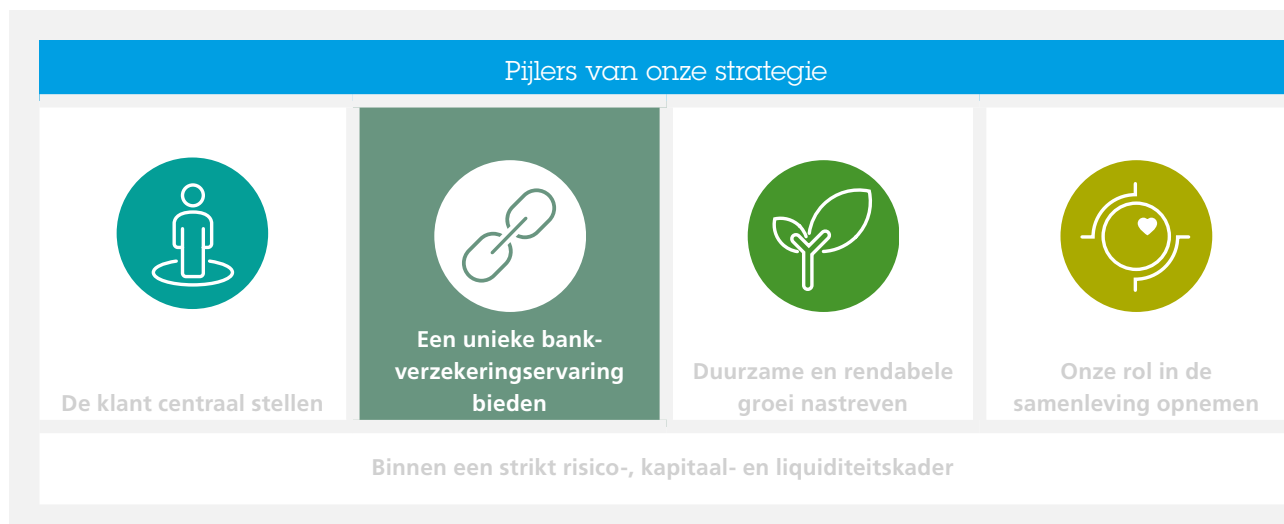 Pijlers van onze strategie
De klant centraal stellen
Een unieke bank-
verzekeringservaring
bieden
Duurzame en rendabele
groei nastreven
Onze rol in de
samenleving opnemen
Binnen een strikt risico-, kapitaal- en liquiditeitskader